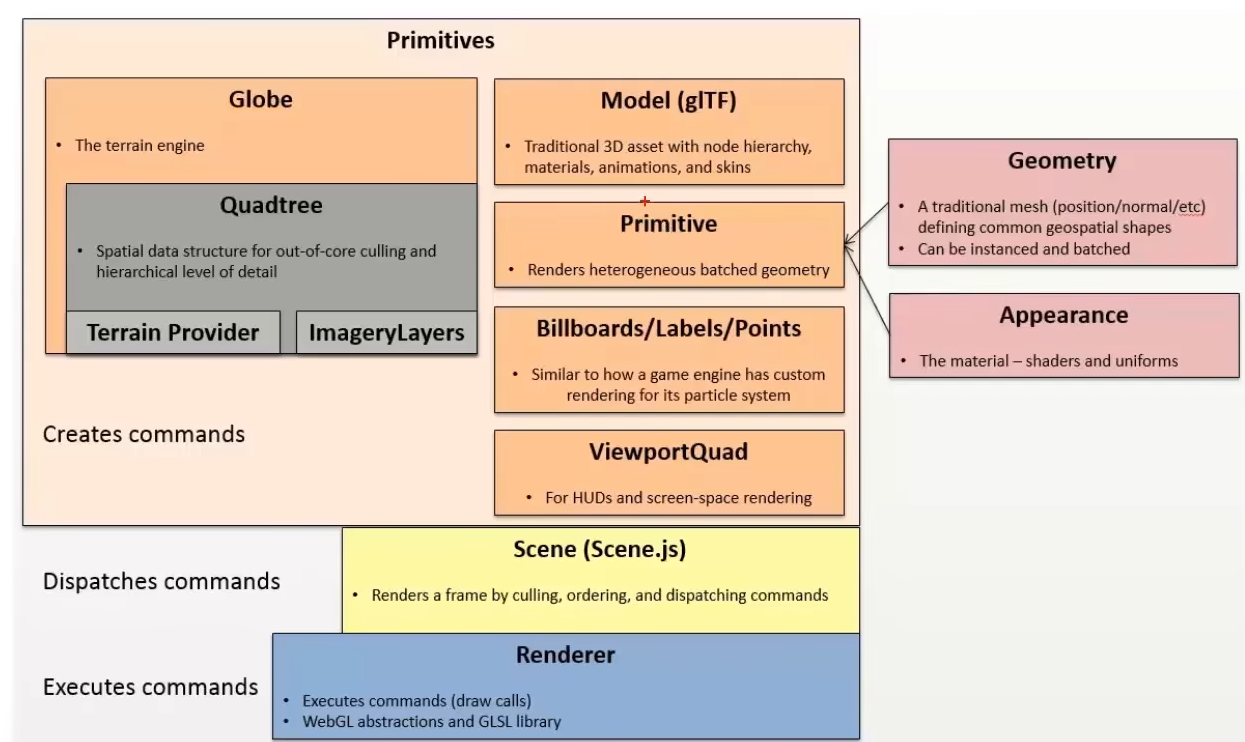 Primitives
Globe
• The terrain engine
Quadtree
• Spatial data structure for out-of-core culling and
hierarchical level of detail
Terrain Provider
ImageryLayers
Model (glTF)
• Traditional 3D asset with node hierarchy,
materials, animations, and skins
Primitive
• Renders heterogeneous batched geometry
Billboards/Labels/Points
• Similar to how a game engine has custom
rendering for its particle system
ViewportQuad
• For HUDs and screen-space rendering
Geometry
• A traditional mesh (position/normal/etc)
defining common geospatial shapes
• Can be instanced and batched
Appearance
• The material – shaders and uniforms
Creates commands
Scene (Scene.js)
• Renders a frame by culling, ordering, and dispatching commands
Dispatches commands
Renderer
• Executes commands (draw calls)
• WebGL abstractions and GLSL library
Executes commands